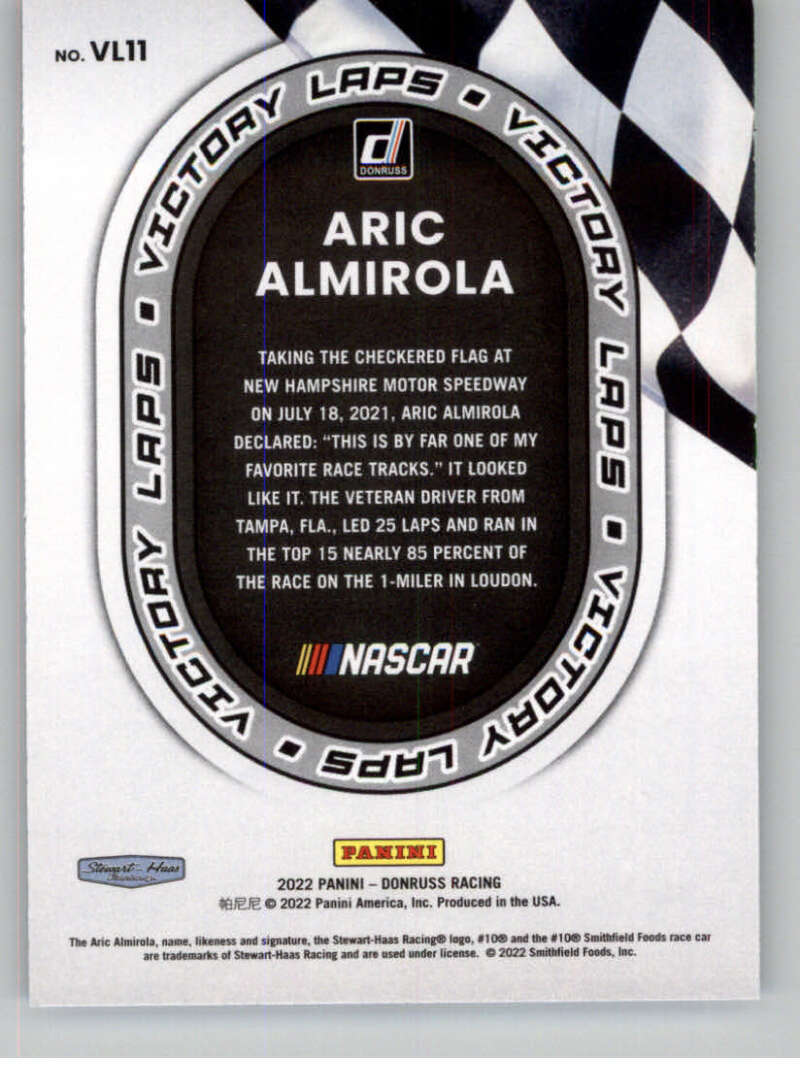 NO. VL11
VICTORY LAPS • VICTORY LAPS • VICTORY LAPS • VICTORY LAPS •
DONRUSS
ARIC
ALMIROLA
TAKING THE CHECKERED FLAG AT
NEW HAMPSHIRE MOTOR SPEEDWAY
ON JULY 18, 2021, ARIC ALMIROLA
DECLARED: “THIS IS BY FAR ONE OF MY
FAVORITE RACE TRACKS.” IT LOOKED
LIKE IT. THE VETERAN DRIVER FROM
TAMPA, FLA., LED 25 LAPS AND RAN IN
THE TOP 15 NEARLY 85 PERCENT OF
THE RACE ON THE 1-MILER IN LOUDON.
NASCAR
PANINI
Stewart-Haas
2022 PANINI – DONRUSS RACING
帕尼尼 © 2022 Panini America, Inc. Produced in the USA.
The Aric Almirola, name, likeness and signature, the Stewart-Haas Racing® logo, #10® and the #10® Smithfield Foods race car
are trademarks of Stewart-Haas Racing and are used under license. © 2022 Smithfield Foods, Inc.